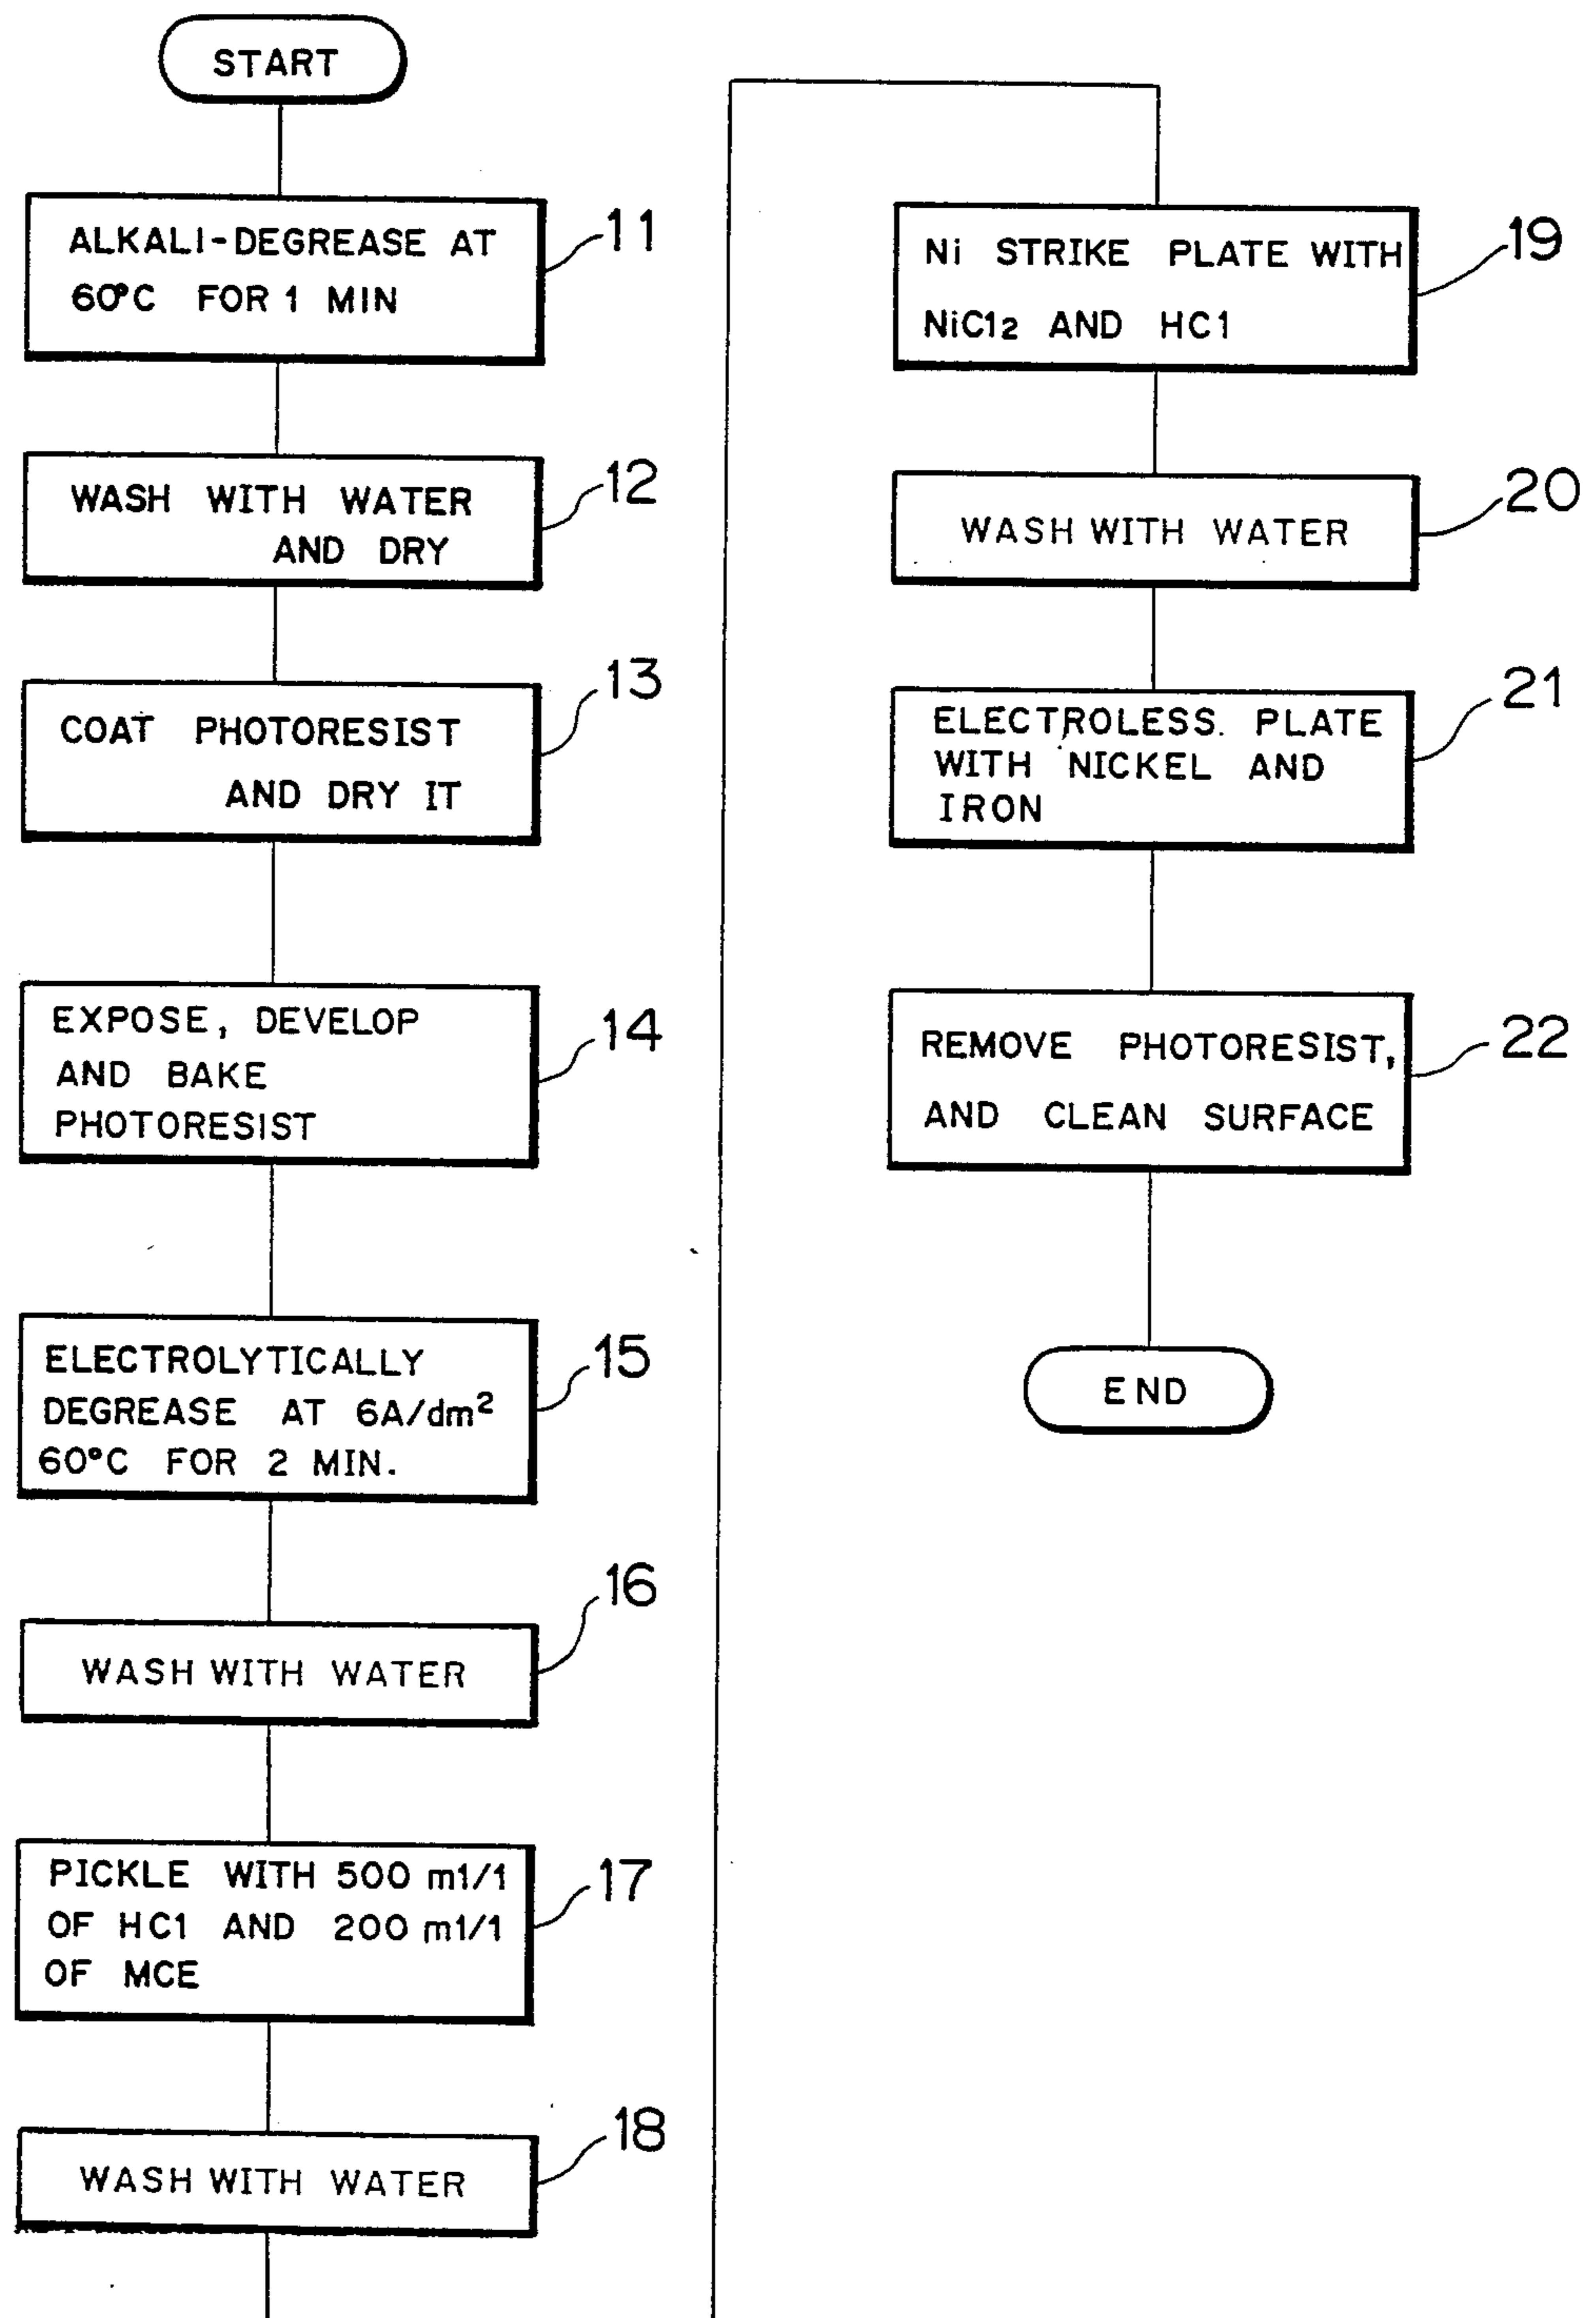 START
ALKALI-DEGREASE AT
60°C FOR 1 MIN
11
WASH WITH WATER
AND DRY
12
COAT PHOTORESIST
AND DRY IT
13
EXPOSE, DEVELOP
AND BAKE
PHOTORESIST
14
ELECTROLYTICALLY
DEGREASE AT 6A/dm²
60°C FOR 2 MIN.
15
WASH WITH WATER
16
PICKLE WITH 500 ml/l
OF HCl AND 200 ml/l
OF MCE
17
WASH WITH WATER
18
Ni STRIKE PLATE WITH
NiCl₂ AND HCl
19
WASH WITH WATER
20
ELECTROLESS. PLATE
WITH NICKEL AND
IRON
21
REMOVE PHOTORESIST,
AND CLEAN SURFACE
22
END